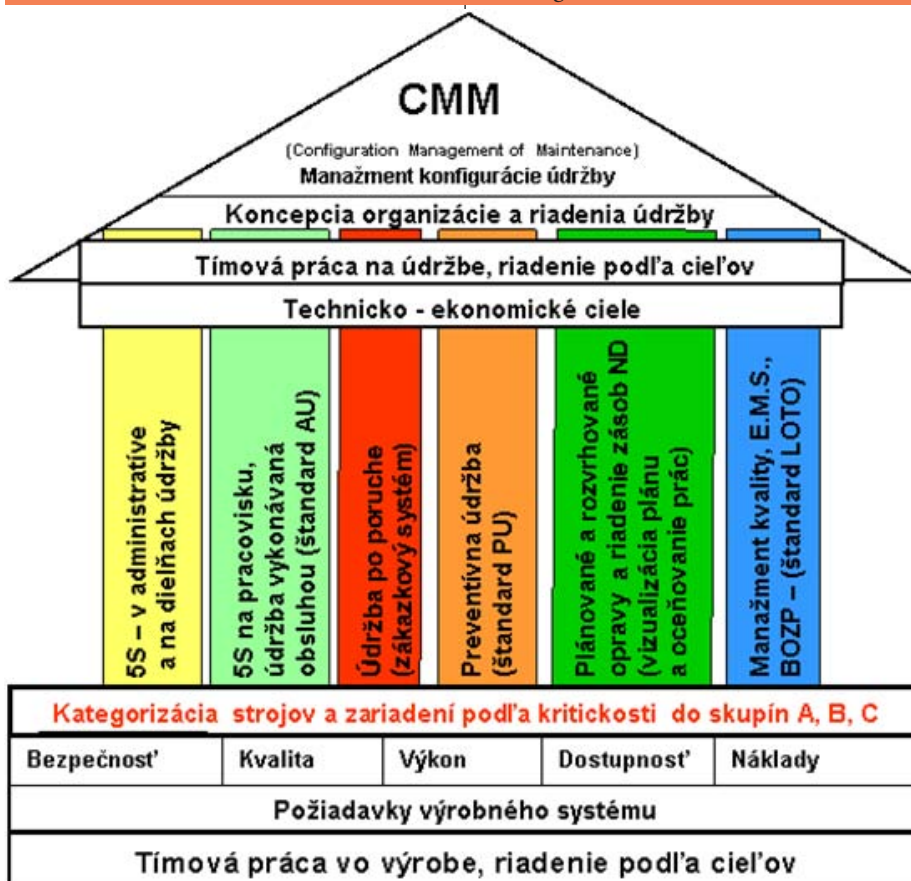 CMM
(Configuration Management of Maintenance)
Manažment konfigurácie údržby
Koncepcia organizácie a riadenia údržby
Tímová práca na údržbe, riadenie podľa cieľov
Technicko - ekonomické ciele
5S – v administratíve
a na dielňach údržby
5S na pracovisku,
údržba vykonávaná
obsluhou (štandard AU)
Údržba po poruche
(zákazkový systém)
Preventívna údržba
(štandard PU)
Plánované a rozvrhované
opravy a riadenie zásob ND
(vizualizácia plánu
a oceňovanie prác)
Manažment kvality, E.M.S.,
BOZP – (štandard LOTO)
Kategorizácia strojov a zariadení podľa kritickosti do skupín A, B, C
Bezpečnosť Kvalita Výkon Dostupnosť Náklady
Požiadavky výrobného systému
Tímová práca vo výrobe, riadenie podľa cieľov